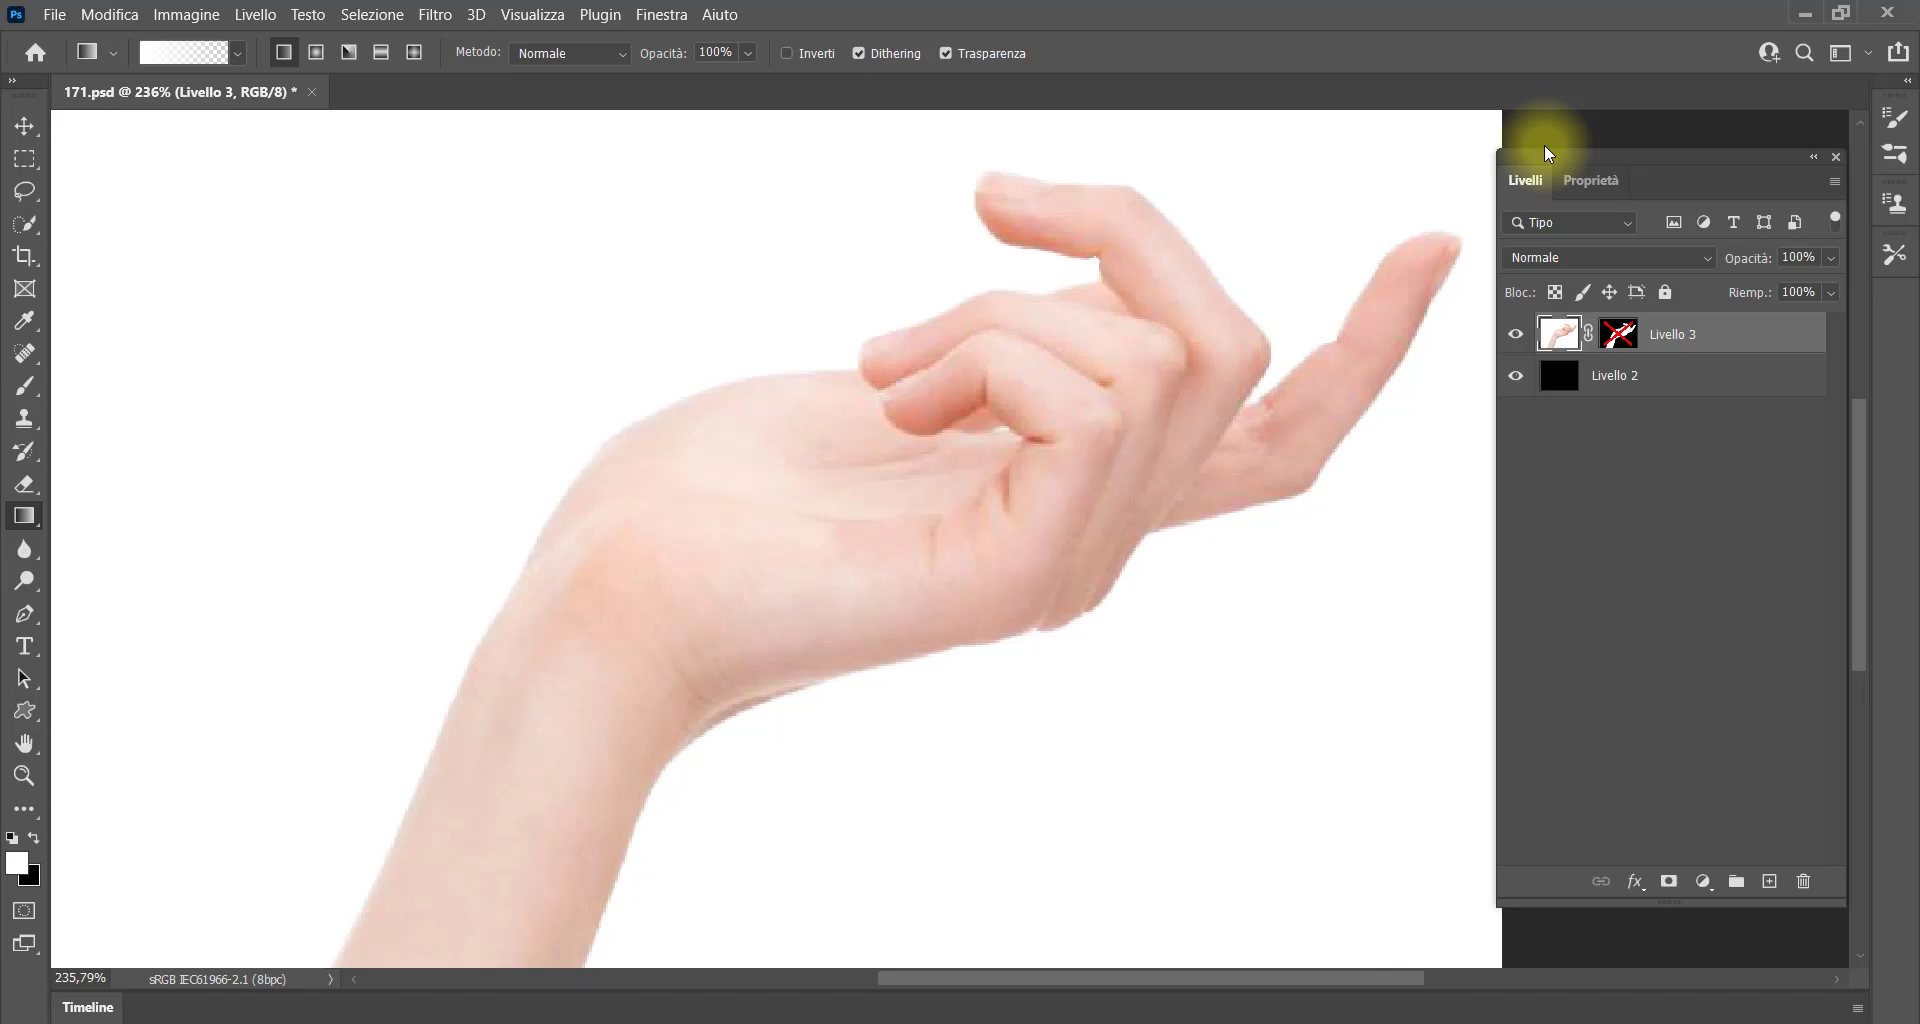 Ps File Modifica Immagine Livello Testo Selezione Filtro 3D Visualizza Plugin Finestra Aiuto
Metodo: Normale Opacità: 100% Inverti Dithering Trasparenza
171.psd @ 236% (Livello 3, RGB/8) *
Livelli Proprietà
Tipo
Normale Opacità: 100%
Bloc.: Riemp.: 100%
Livello 3
Livello 2
fx
235,79% sRGB IEC61966-2.1 (8bpc)
Timeline